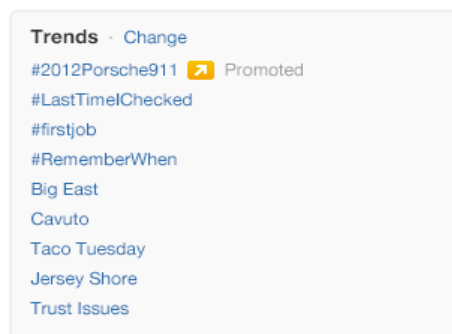 Trends · Change
#2012Porsche911 Promoted
#LastTimeIChecked
#firstjob
#RememberWhen
Big East
Cavuto
Taco Tuesday
Jersey Shore
Trust Issues